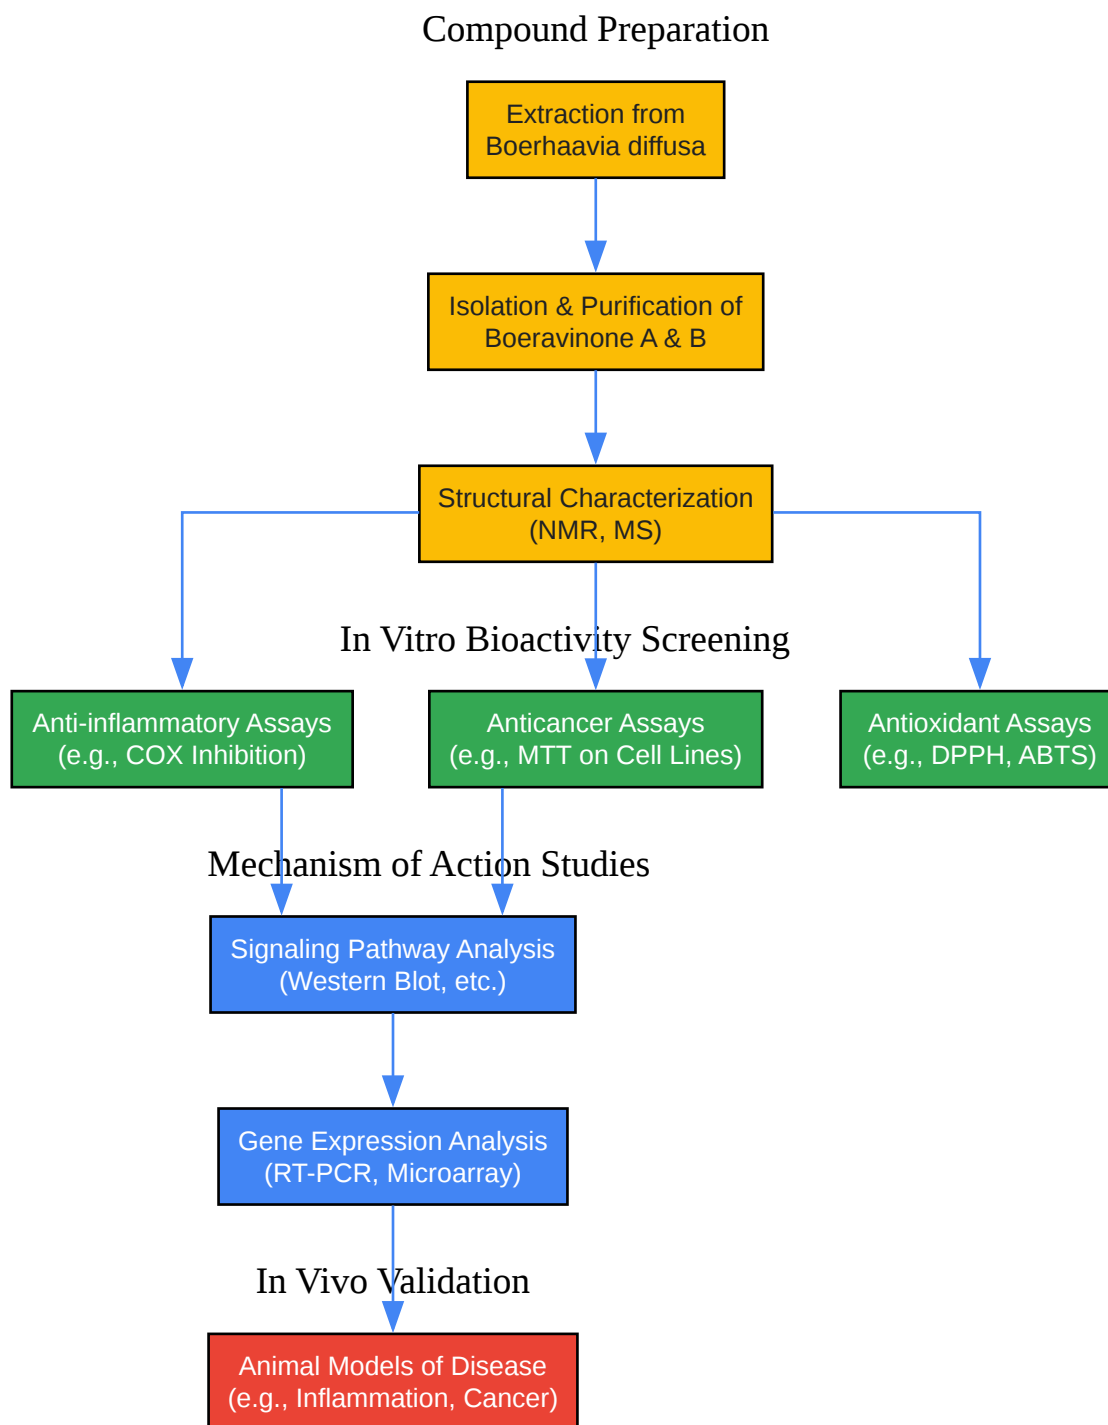 Compound Preparation
Extraction from
Boerhaavia diffusa
Isolation & Purification of
Boeravinone A & B
Structural Characterization
(NMR, MS)
In Vitro Bioactivity Screening
Anti-inflammatory Assays
(e.g., COX Inhibition)
Anticancer Assays
(e.g., MTT on Cell Lines)
Antioxidant Assays
(e.g., DPPH, ABTS)
Mechanism of Action Studies
Signaling Pathway Analysis
(Western Blot, etc.)
Gene Expression Analysis
(RT-PCR, Microarray)
In Vivo Validation
Animal Models of Disease
(e.g., Inflammation, Cancer)